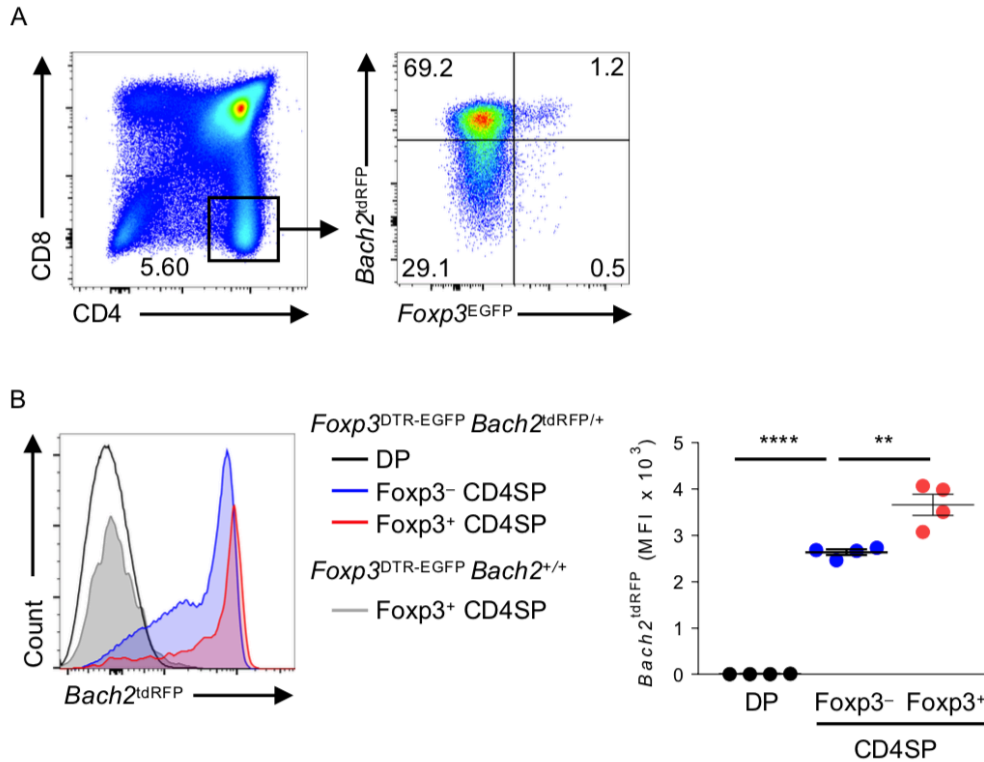 A
CD8
5.60
CD4
69.2
1.2
29.1
0.5
Bach2tdRFP
Foxp3EGFP
B
Count
Bach2tdRFP
Foxp3DTR-EGFP Bach2tdRFP/+
DP
Foxp3– CD4SP
Foxp3+ CD4SP
Foxp3DTR-EGFP Bach2+/+
Foxp3+ CD4SP
Bach2tdRFP (MFI x 103)
5
4
3
2
1
0
****
**
DP
Foxp3–
Foxp3+
CD4SP